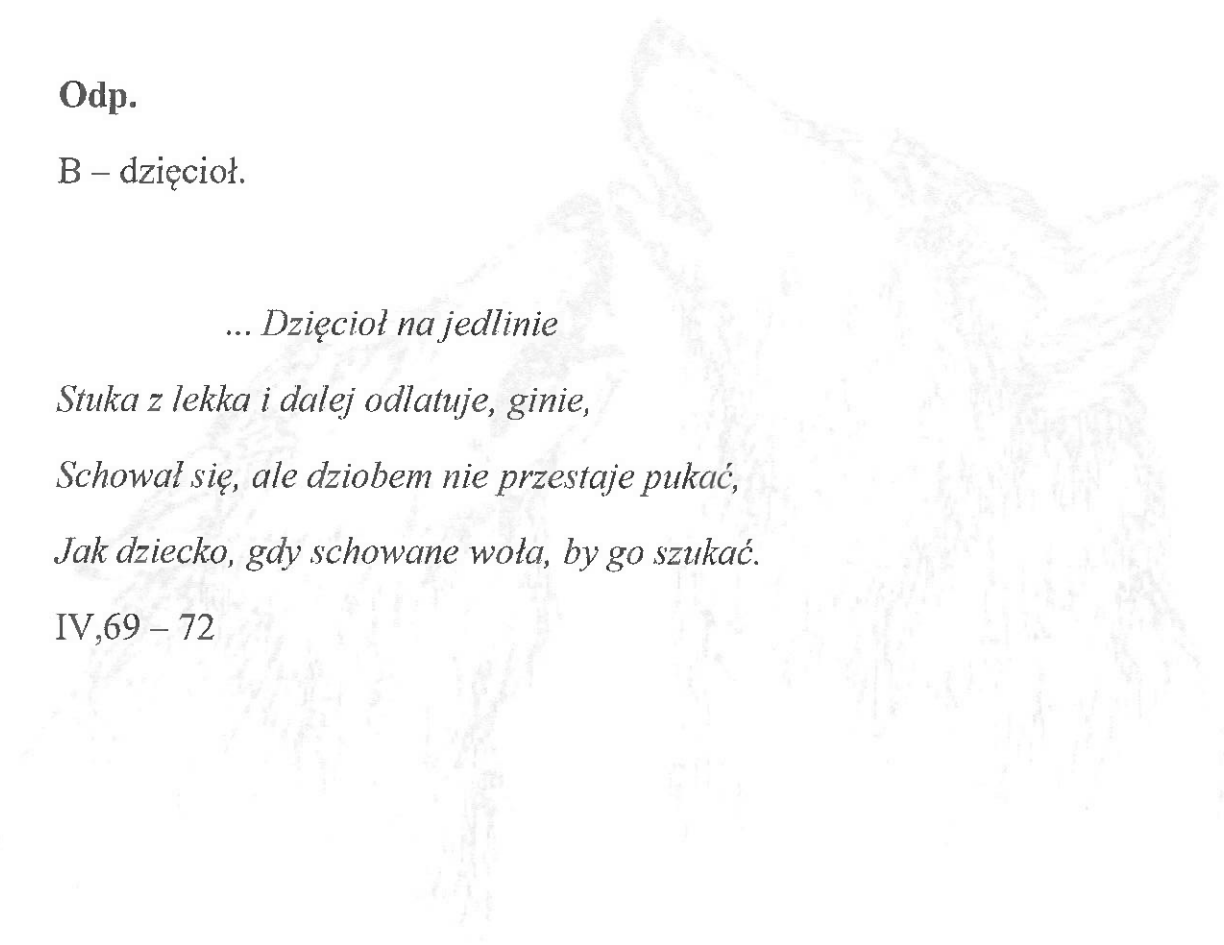 Odp.
B – dzięcioł.
... Dzięcioł na jedlinie
Stuka z lekka i dalej odlatuje, ginie,
Schował się, ale dziobem nie przestaje pukać,
Jak dziecko, gdy schowane woła, by go szukać.
IV,69 – 72